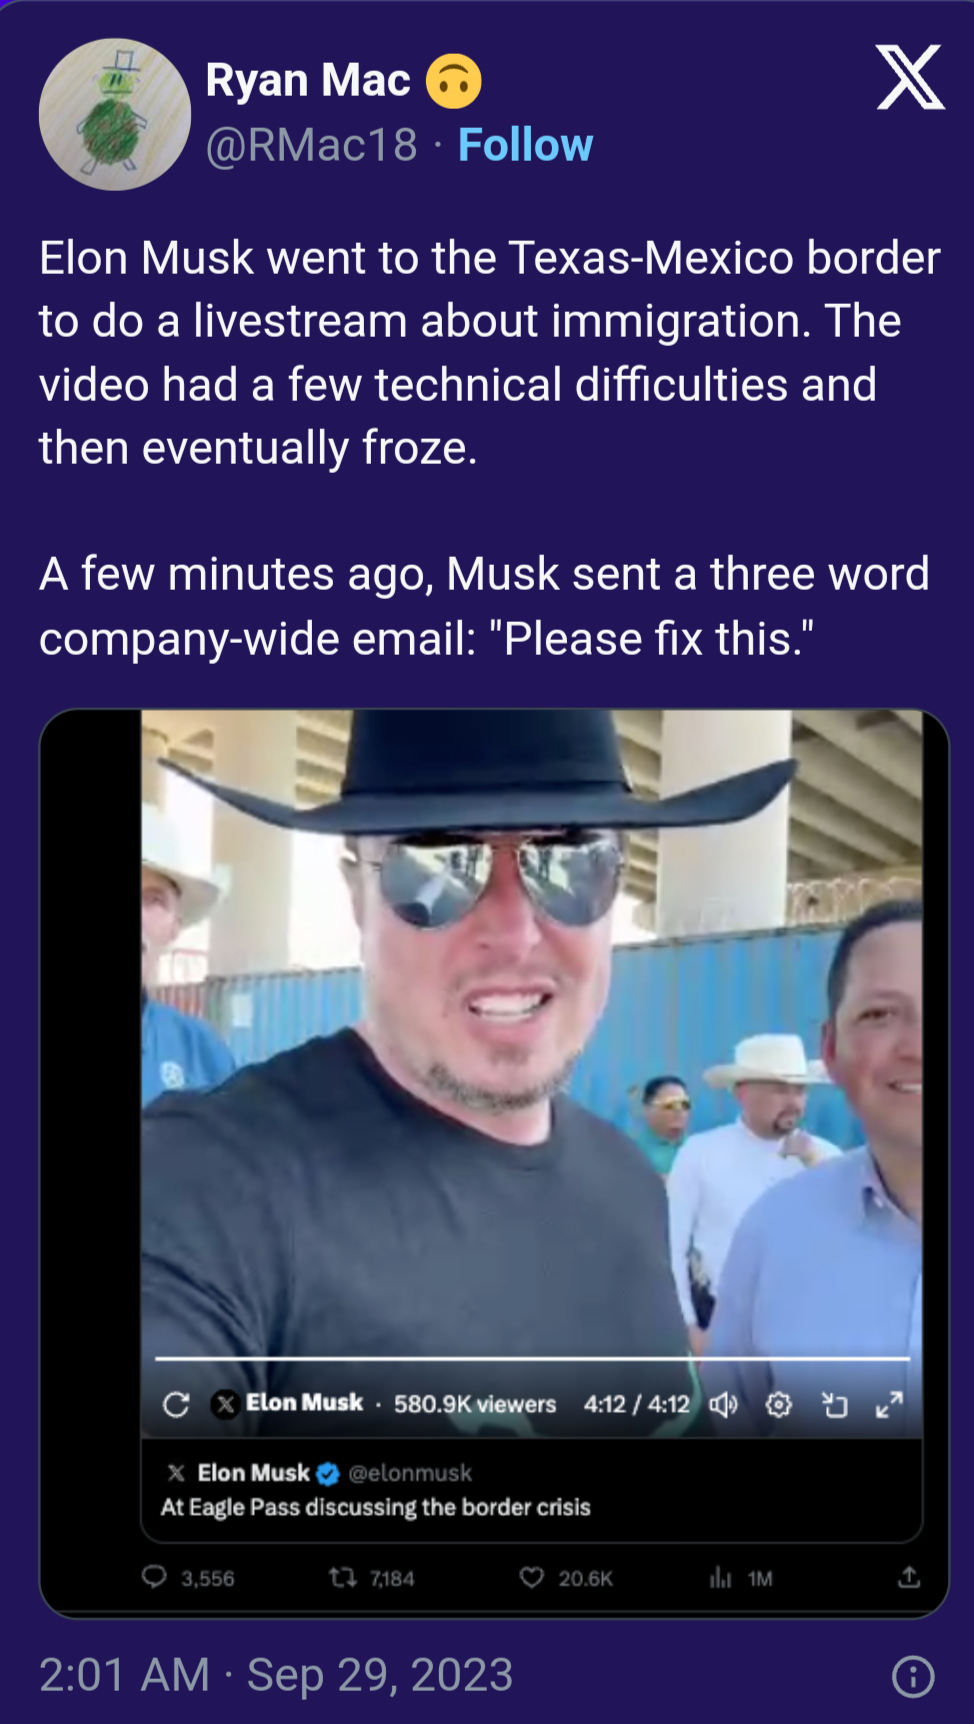 Ryan Mac 🙃
@RMac18 · Follow
Elon Musk went to the Texas-Mexico border
to do a livestream about immigration. The
video had a few technical difficulties and
then eventually froze.
A few minutes ago, Musk sent a three word
company-wide email: "Please fix this."
Elon Musk · 580.9K viewers 4:12 / 4:12
Elon Musk @elonmusk
At Eagle Pass discussing the border crisis
3,556 7,184 20.6K 1M
2:01 AM · Sep 29, 2023